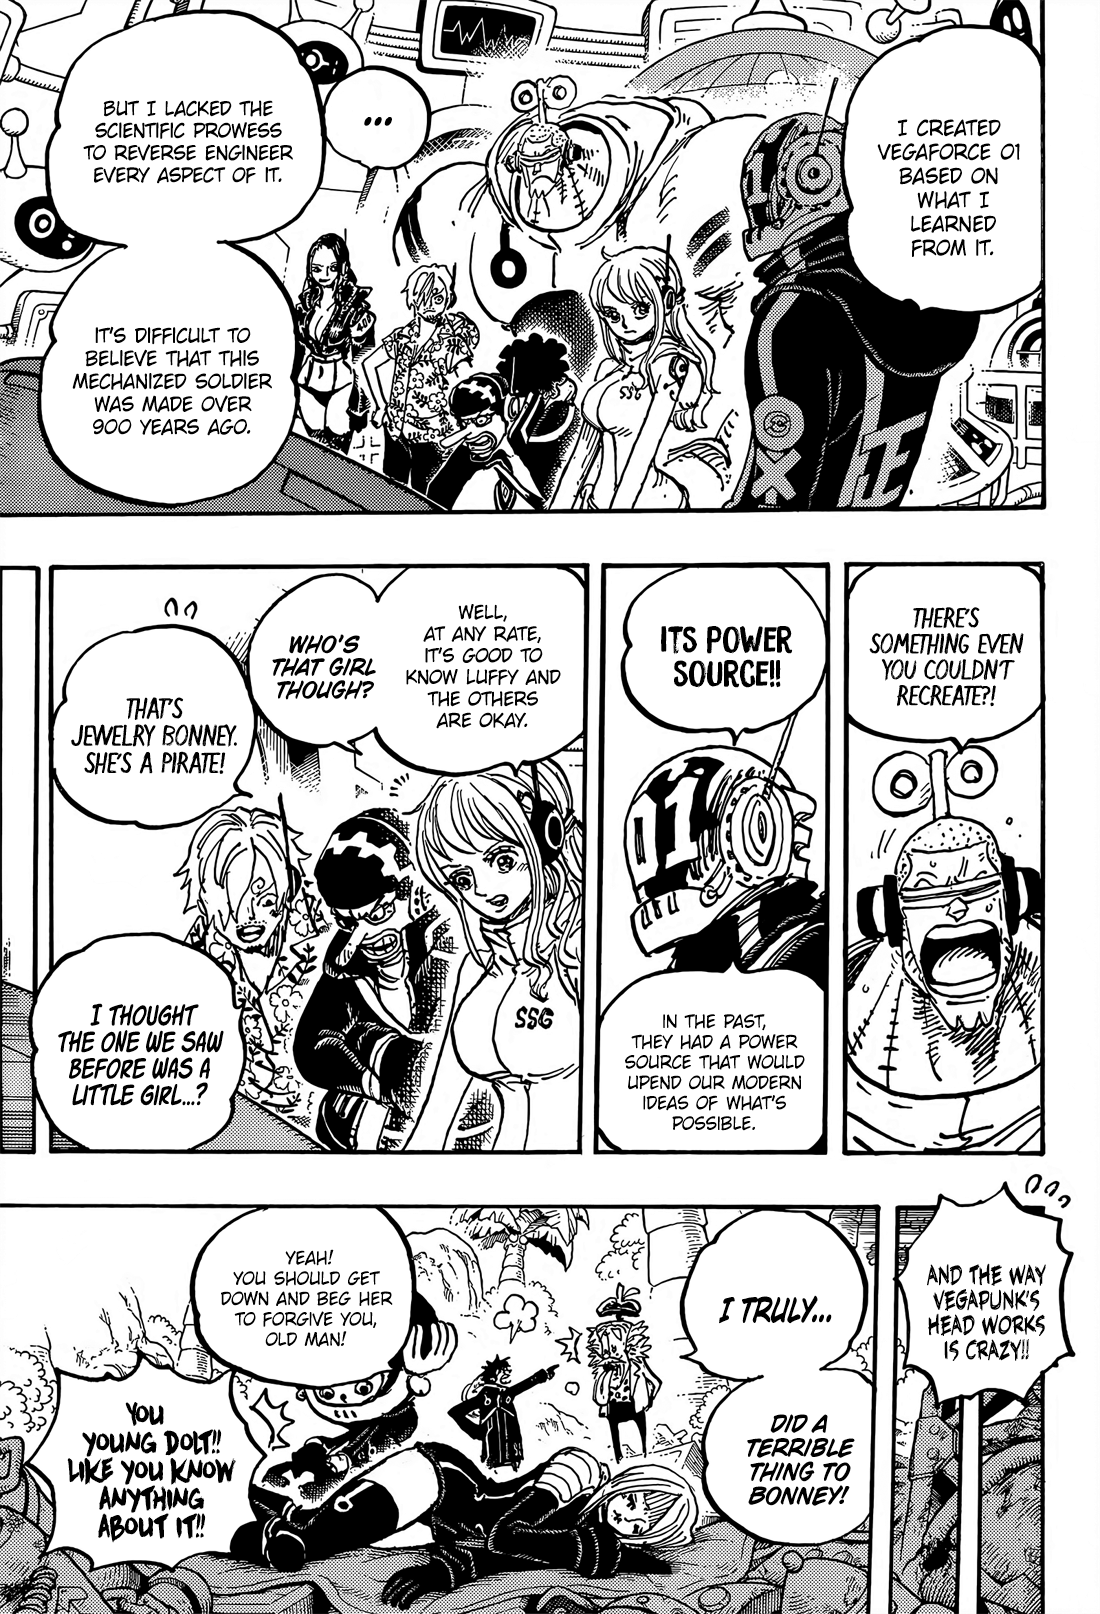 I CREATED
VEGAFORCE 01
BASED ON
WHAT I
LEARNED
FROM IT.
...
BUT I LACKED THE
SCIENTIFIC PROWESS
TO REVERSE ENGINEER
EVERY ASPECT OF IT.
IT'S DIFFICULT TO
BELIEVE THAT THIS
MECHANIZED SOLDIER
WAS MADE OVER
900 YEARS AGO.
SSG
THERE'S
SOMETHING EVEN
YOU COULDN'T
RECREATE?!
ITS POWER
SOURCE!!
01
IN THE PAST,
THEY HAD A POWER
SOURCE THAT WOULD
UPEND OUR MODERN
IDEAS OF WHAT'S
POSSIBLE.
WELL,
AT ANY RATE,
IT'S GOOD TO
KNOW LUFFY AND
THE OTHERS
ARE OKAY.
WHO'S
THAT GIRL
THOUGH?
THAT'S
JEWELRY BONNEY.
SHE'S A PIRATE!
I THOUGHT
THE ONE WE SAW
BEFORE WAS A
LITTLE GIRL...?
SSG
AND THE WAY
VEGAPUNK'S
HEAD WORKS
IS CRAZY!!
I TRULY...
DID A
TERRIBLE
THING TO
BONNEY!
YEAH!
YOU SHOULD GET
DOWN AND BEG HER
TO FORGIVE YOU,
OLD MAN!
YOU
YOUNG DOLT!!
LIKE YOU KNOW
ANYTHING
ABOUT IT!!